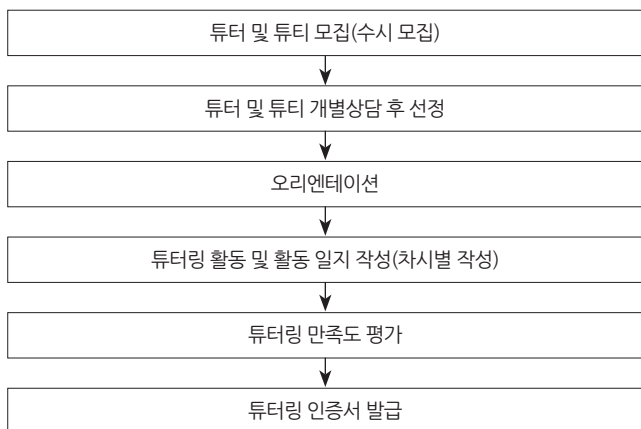 튜터 및 튜티 모집(수시 모집)
튜터 및 튜티 개별상담 후 선정
오리엔테이션
튜터링 활동 및 활동 일지 작성(차시별 작성)
튜터링 만족도 평가
튜터링 인증서 발급